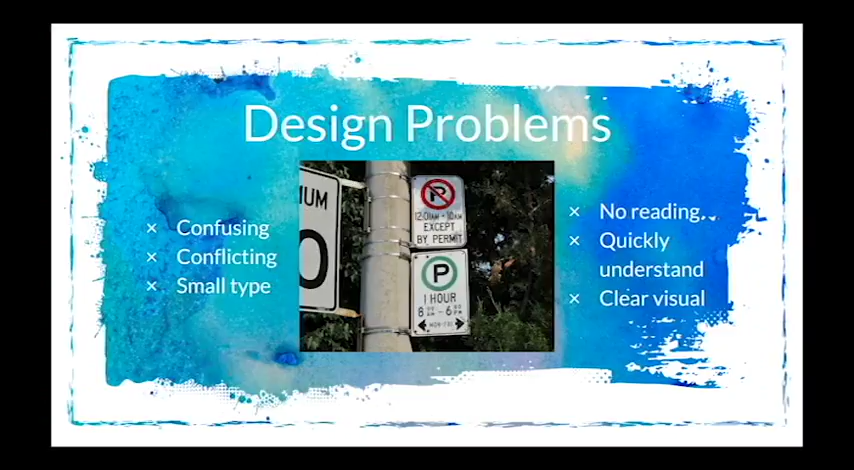 Design Problems
× Confusing
× Conflicting
× Small type
IUM
0
P
12:01AM - 10AM
EXCEPT
BY PERMIT
P
1 HOUR
MON-FRI
× No reading
× Quickly
understand
× Clear visual